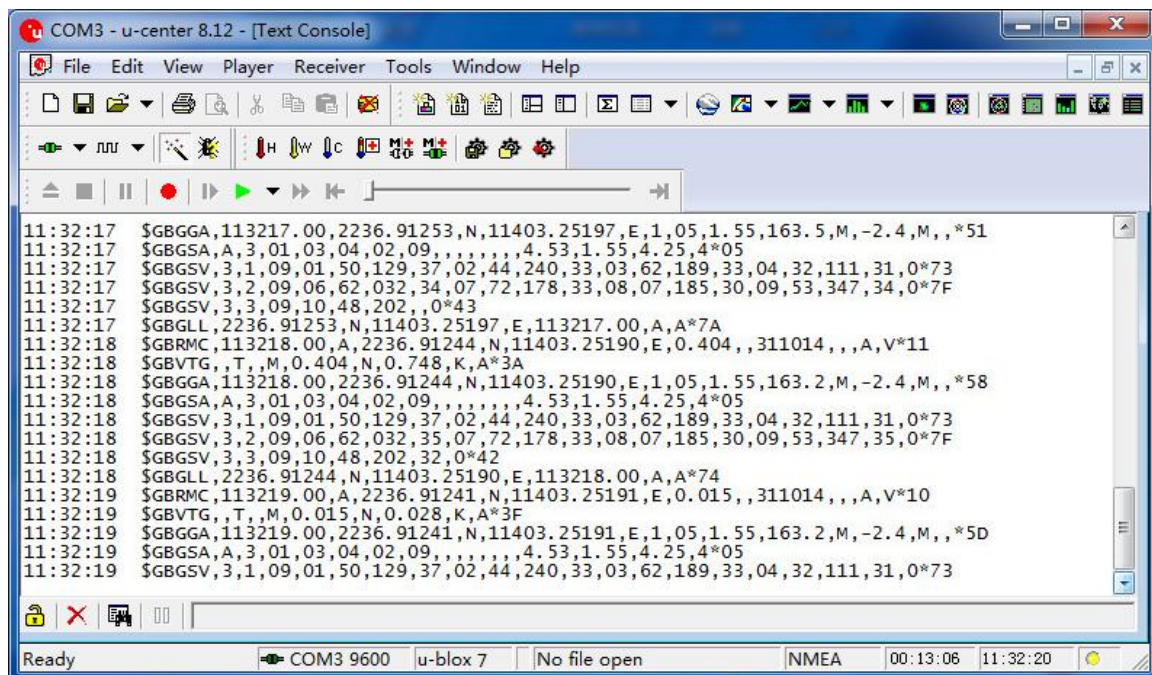 COM3 - u-center 8.12 - [Text Console]
File Edit View Player Receiver Tools Window Help
11:32:17 $GBGGA,113217.00,2236.91253,N,11403.25197,E,1,05,1.55,163.5,M,-2.4,M,,*51
11:32:17 $GBGSA,A,3,01,03,04,02,09,,,,,,,,4.53,1.55,4.25,4*05
11:32:17 $GBGSV,3,1,09,01,50,129,37,02,44,240,33,03,62,189,33,04,32,111,31,0*73
11:32:17 $GBGSV,3,2,09,06,62,032,34,07,72,178,33,08,07,185,30,09,53,347,34,0*7F
11:32:17 $GBGSV,3,3,09,10,48,202,,0*43
11:32:17 $GBGLL,2236.91253,N,11403.25197,E,113217.00,A,A*7A
11:32:18 $GBRMC,113218.00,A,2236.91244,N,11403.25190,E,0.404,,311014,,,A,V*11
11:32:18 $GBVTG,,T,,M,0.404,N,0.748,K,A*3A
11:32:18 $GBGGA,113218.00,2236.91244,N,11403.25190,E,1,05,1.55,163.2,M,-2.4,M,,*58
11:32:18 $GBGSA,A,3,01,03,04,02,09,,,,,,,,4.53,1.55,4.25,4*05
11:32:18 $GBGSV,3,1,09,01,50,129,37,02,44,240,33,03,62,189,33,04,32,111,31,0*73
11:32:18 $GBGSV,3,2,09,06,62,032,35,07,72,178,33,08,07,185,30,09,53,347,35,0*7F
11:32:18 $GBGSV,3,3,09,10,48,202,32,0*42
11:32:18 $GBGLL,2236.91244,N,11403.25190,E,113218.00,A,A*74
11:32:19 $GBRMC,113219.00,A,2236.91241,N,11403.25191,E,0.015,,311014,,,A,V*10
11:32:19 $GBVTG,,T,,M,0.015,N,0.028,K,A*3F
11:32:19 $GBGGA,113219.00,2236.91241,N,11403.25191,E,1,05,1.55,163.2,M,-2.4,M,,*5D
11:32:19 $GBGSA,A,3,01,03,04,02,09,,,,,,,,4.53,1.55,4.25,4*05
11:32:19 $GBGSV,3,1,09,01,50,129,37,02,44,240,33,03,62,189,33,04,32,111,31,0*73
Ready COM3 9600 u-blox 7 No file open NMEA 00:13:06 11:32:20